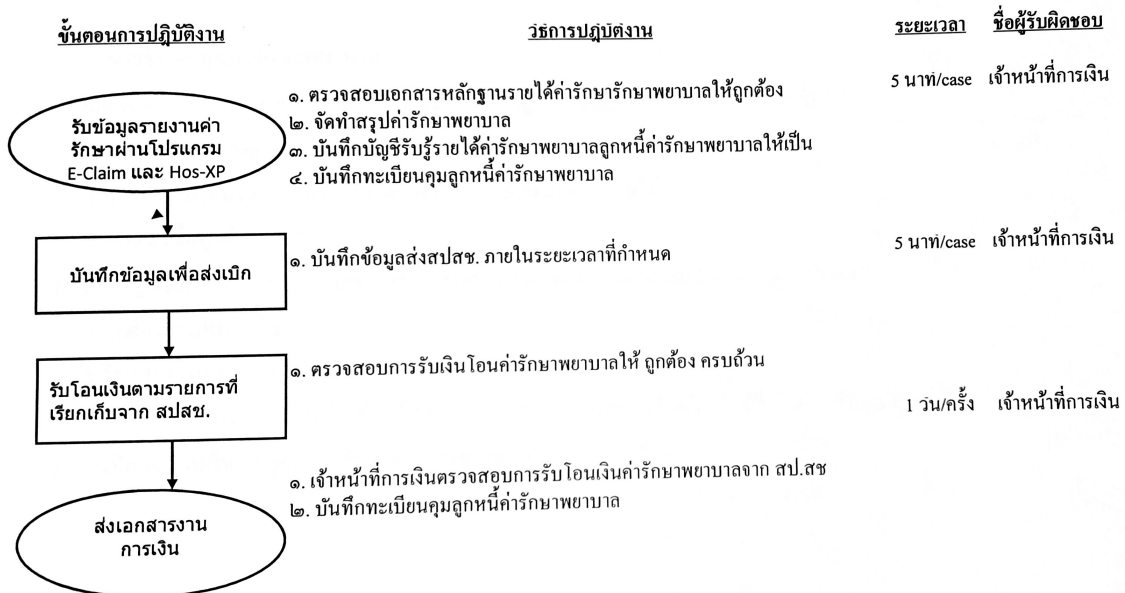 ขั้นตอนการปฏิบัติงาน
วิธีการปฏิบัติงาน
ระยะเวลา
ชื่อผู้รับผิดชอบ
รับข้อมูลรายงานค่า
รักษาผ่านโปรแกรม
E-Claim และ Hos-XP
๑. ตรวจสอบเอกสารหลักฐานรายได้ค่ารักษารักษาพยาบาลให้ถูกต้อง
๒. จัดทำสรุปค่ารักษาพยาบาล
๓. บันทึกบัญชีรับรู้รายได้ค่ารักษาพยาบาลลูกหนี้ค่ารักษาพยาบาลให้เป็น
๔. บันทึกทะเบียนคุมลูกหนี้ค่ารักษาพยาบาล
5 นาที/case
เจ้าหน้าที่การเงิน
บันทึกข้อมูลเพื่อส่งเบิก
๑. บันทึกข้อมูลส่งสปสช. ภายในระยะเวลาที่กำหนด
5 นาที/case
เจ้าหน้าที่การเงิน
รับโอนเงินตามรายการที่
เรียกเก็บจาก สปสช.
๑. ตรวจสอบการรับเงินโอนค่ารักษาพยาบาลให้ ถูกต้อง ครบถ้วน
1 วัน/ครั้ง
เจ้าหน้าที่การเงิน
ส่งเอกสารงาน
การเงิน
๑. เจ้าหน้าที่การเงินตรวจสอบการรับโอนเงินค่ารักษาพยาบาลจาก สป.สช
๒. บันทึกทะเบียนคุมลูกหนี้ค่ารักษาพยาบาล